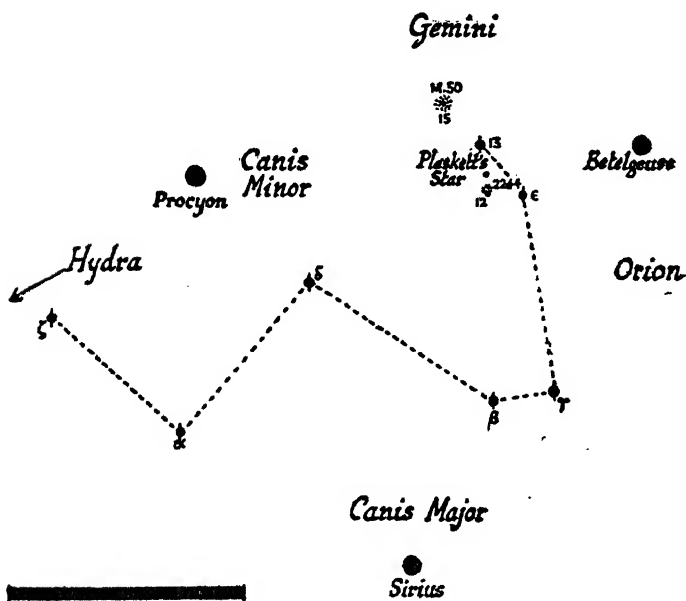 Gemini
M.50
15
13
Plaskett's
Star
2244
12
ε
Betelgeuse
Canis
Minor
Procyon
Hydra
Orion
δ
ζ
α
β
γ
Canis Major
Sirius